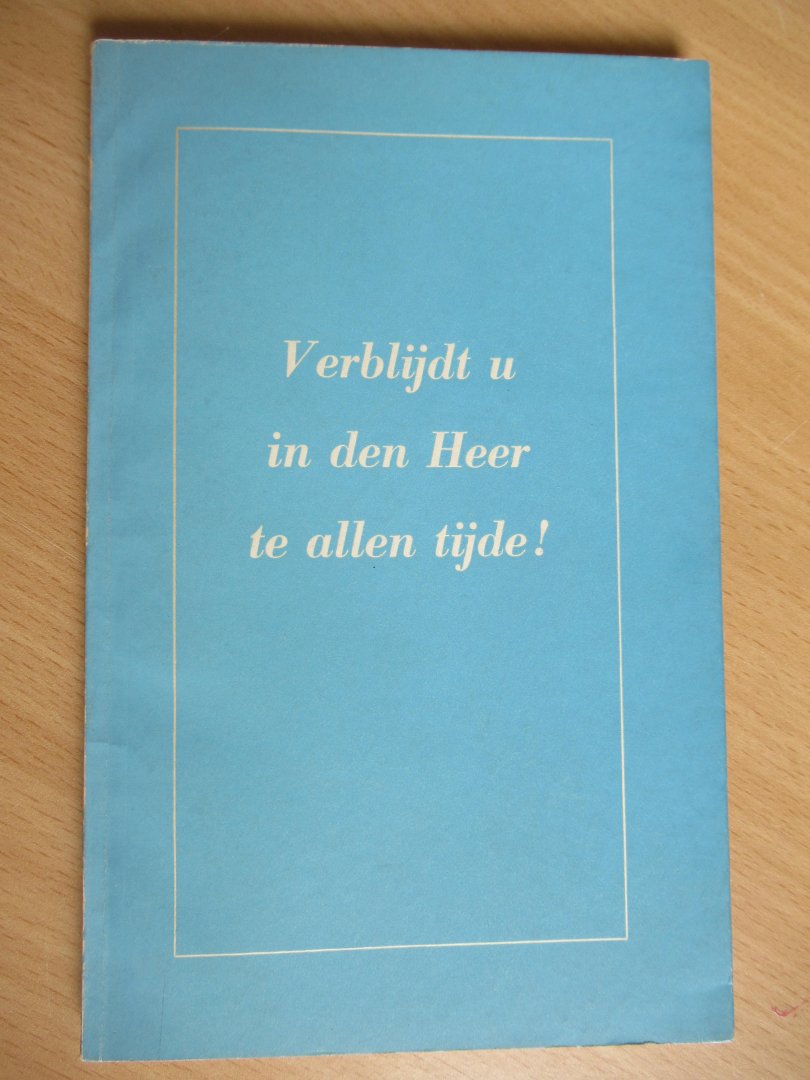 Verblijdt u
in den Heer
te allen tijde!